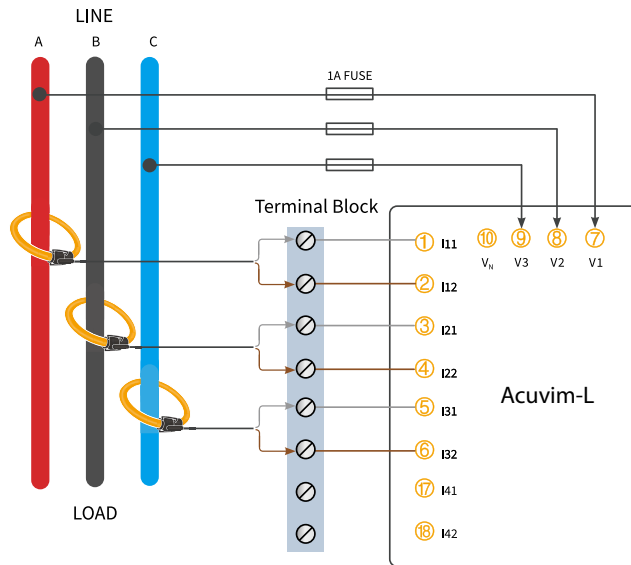 LINE
A B C
1A FUSE
Terminal Block
10 9 8 7
VN V3 V2 V1
1 I11
2 I12
3 I21
4 I22
5 I31
6 I32
17 I41
18 I42
Acuvim-L
LOAD